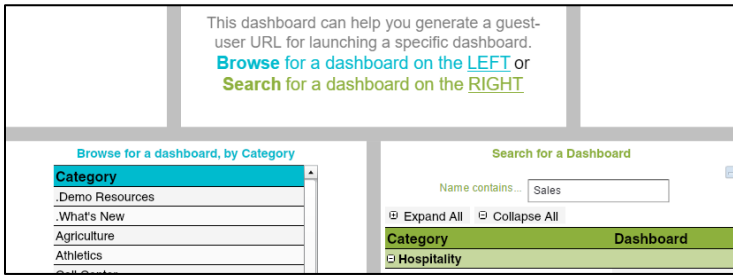 This dashboard can help you generate a guest-
user URL for launching a specific dashboard.
Browse for a dashboard on the LEFT or
Search for a dashboard on the RIGHT
Browse for a dashboard, by Category
Category
.Demo Resources
.What's New
Agriculture
Athletics
Call Center
Search for a Dashboard
Name contains... Sales
Expand All Collapse All
Category Dashboard
Hospitality